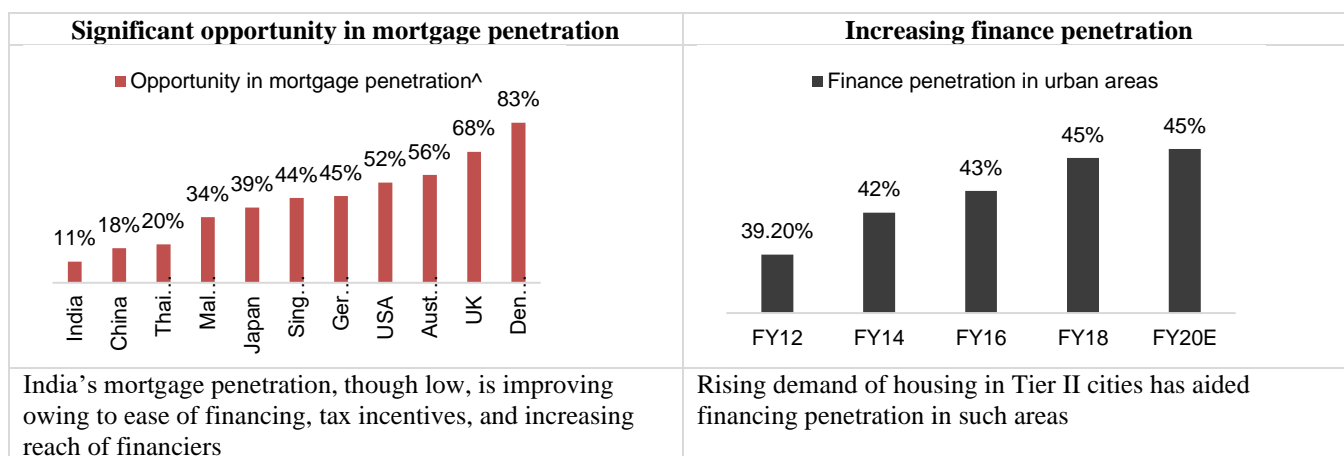 Significant opportunity in mortgage penetration
Opportunity in mortgage penetration^
11%
18%
20%
34%
39%
44%
45%
52%
56%
68%
83%
India
China
Thai…
Mal…
Japan
Sing…
Ger…
USA
Aust…
UK
Den…
India’s mortgage penetration, though low, is improving
owing to ease of financing, tax incentives, and increasing
reach of financiers
Increasing finance penetration
Finance penetration in urban areas
39.20%
42%
43%
45%
45%
FY12
FY14
FY16
FY18
FY20E
Rising demand of housing in Tier II cities has aided
financing penetration in such areas